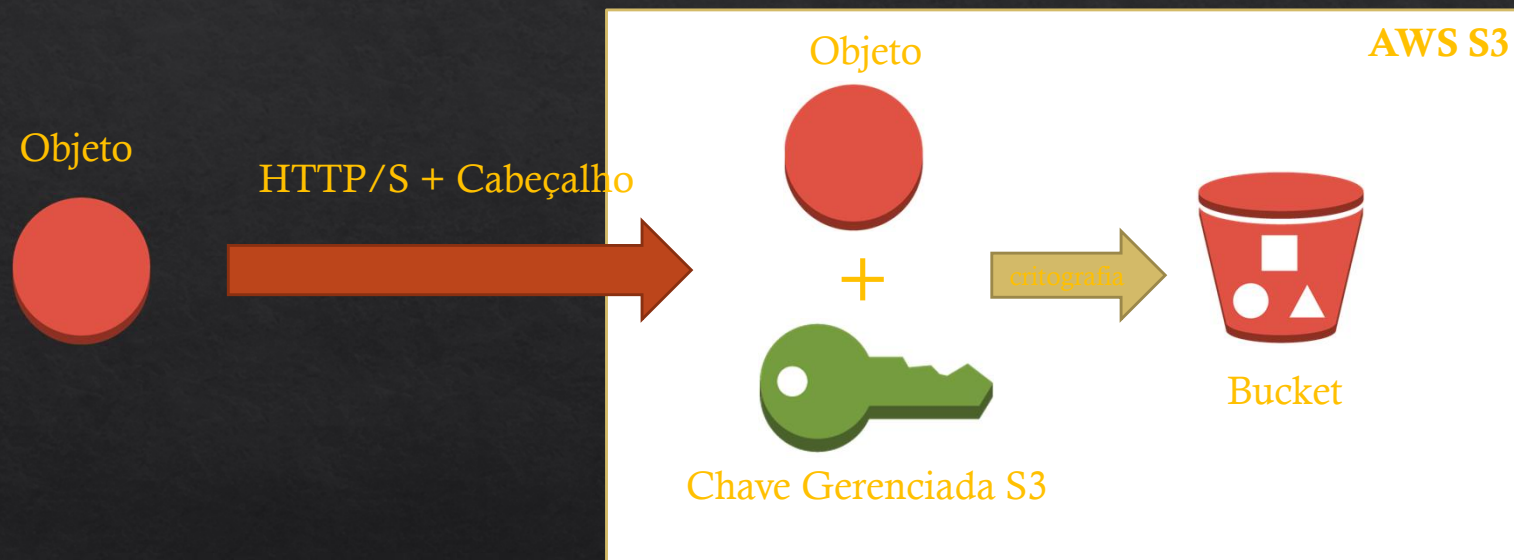 Objeto
HTTP/S + Cabeçalho
AWS S3
Objeto
+
critografia
Chave Gerenciada S3
Bucket